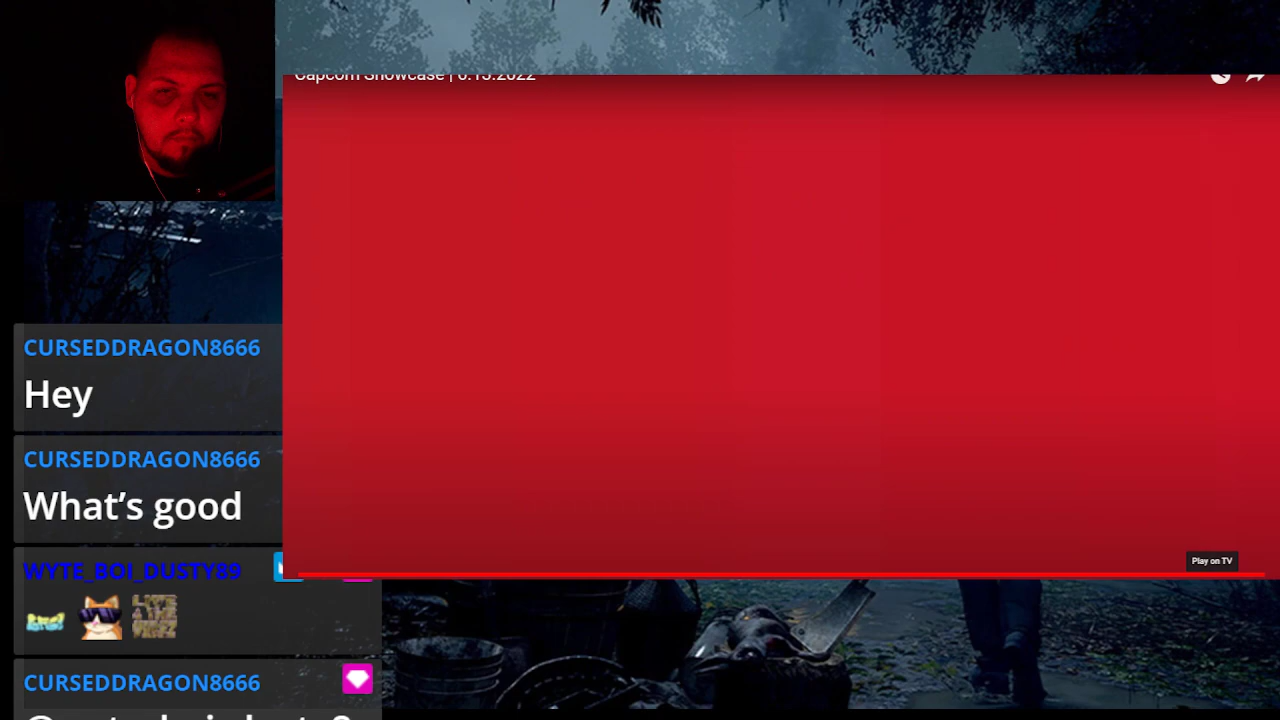 Capcom Showcase | 6.13.2022
CURSEDDRAGON8666
Hey
CURSEDDRAGON8666
What's good
WYTE_BOI_DUSTY89
Play on TV
CURSEDDRAGON8666